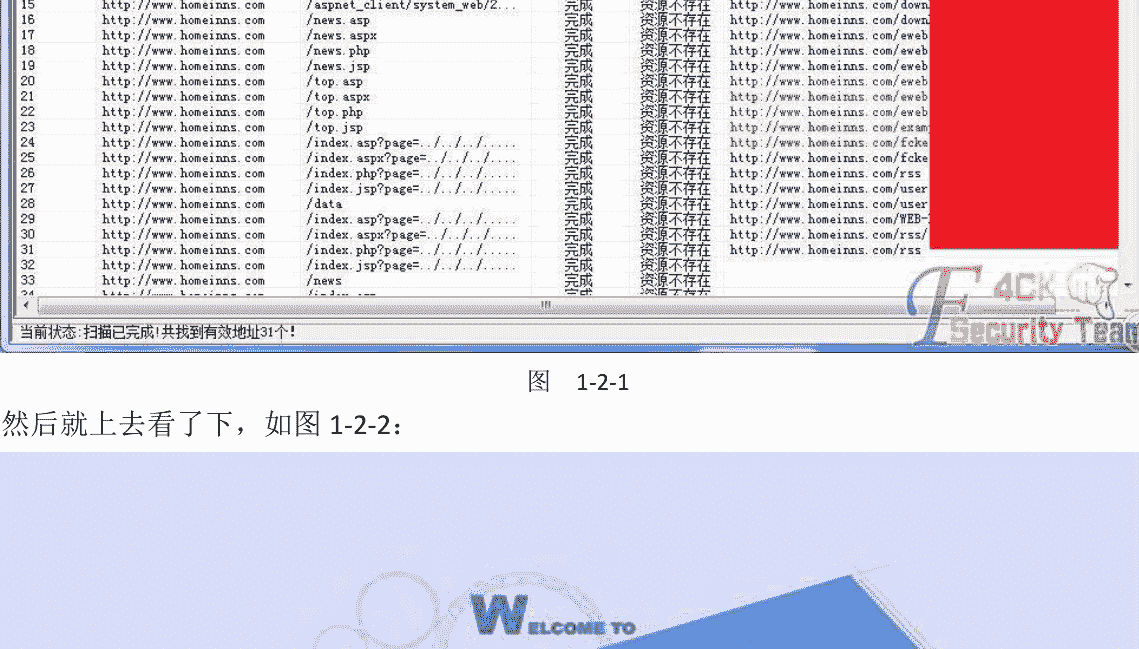 15 http://www.homeinns.com /aspnet_client/system_web/2... 完成 资源不存在 http://www.homeinns.com/down
16 http://www.homeinns.com /news.asp 完成 资源不存在 http://www.homeinns.com/down
17 http://www.homeinns.com /news.aspx 完成 资源不存在 http://www.homeinns.com/eweb
18 http://www.homeinns.com /news.php 完成 资源不存在 http://www.homeinns.com/eweb
19 http://www.homeinns.com /news.jsp 完成 资源不存在 http://www.homeinns.com/eweb
20 http://www.homeinns.com /top.asp 完成 资源不存在 http://www.homeinns.com/eweb
21 http://www.homeinns.com /top.aspx 完成 资源不存在 http://www.homeinns.com/eweb
22 http://www.homeinns.com /top.php 完成 资源不存在 http://www.homeinns.com/eweb
23 http://www.homeinns.com /top.jsp 完成 资源不存在 http://www.homeinns.com/exam
24 http://www.homeinns.com /index.asp?page=../../../..... 完成 资源不存在 http://www.homeinns.com/fcke
25 http://www.homeinns.com /index.aspx?page=../../../.... 完成 资源不存在 http://www.homeinns.com/fcke
26 http://www.homeinns.com /index.php?page=../../../..... 完成 资源不存在 http://www.homeinns.com/rss
27 http://www.homeinns.com /index.jsp?page=../../../..... 完成 资源不存在 http://www.homeinns.com/user
28 http://www.homeinns.com /data 完成 资源不存在 http://www.homeinns.com/user
29 http://www.homeinns.com /index.asp?page=../../../..... 完成 资源不存在 http://www.homeinns.com/WEB-
30 http://www.homeinns.com /index.aspx?page=../../../.... 完成 资源不存在 http://www.homeinns.com/rss/
31 http://www.homeinns.com /index.php?page=../../../..... 完成 资源不存在 http://www.homeinns.com/rss
32 http://www.homeinns.com /index.jsp?page=../../../..... 完成 资源不存在
33 http://www.homeinns.com /news 完成 资源不存在
当前状态:扫描已完成!共找到有效地址31个!
F4CK
Security Team
图 1-2-1
然后就上去看了下，如图 1-2-2：
WELCOME TO